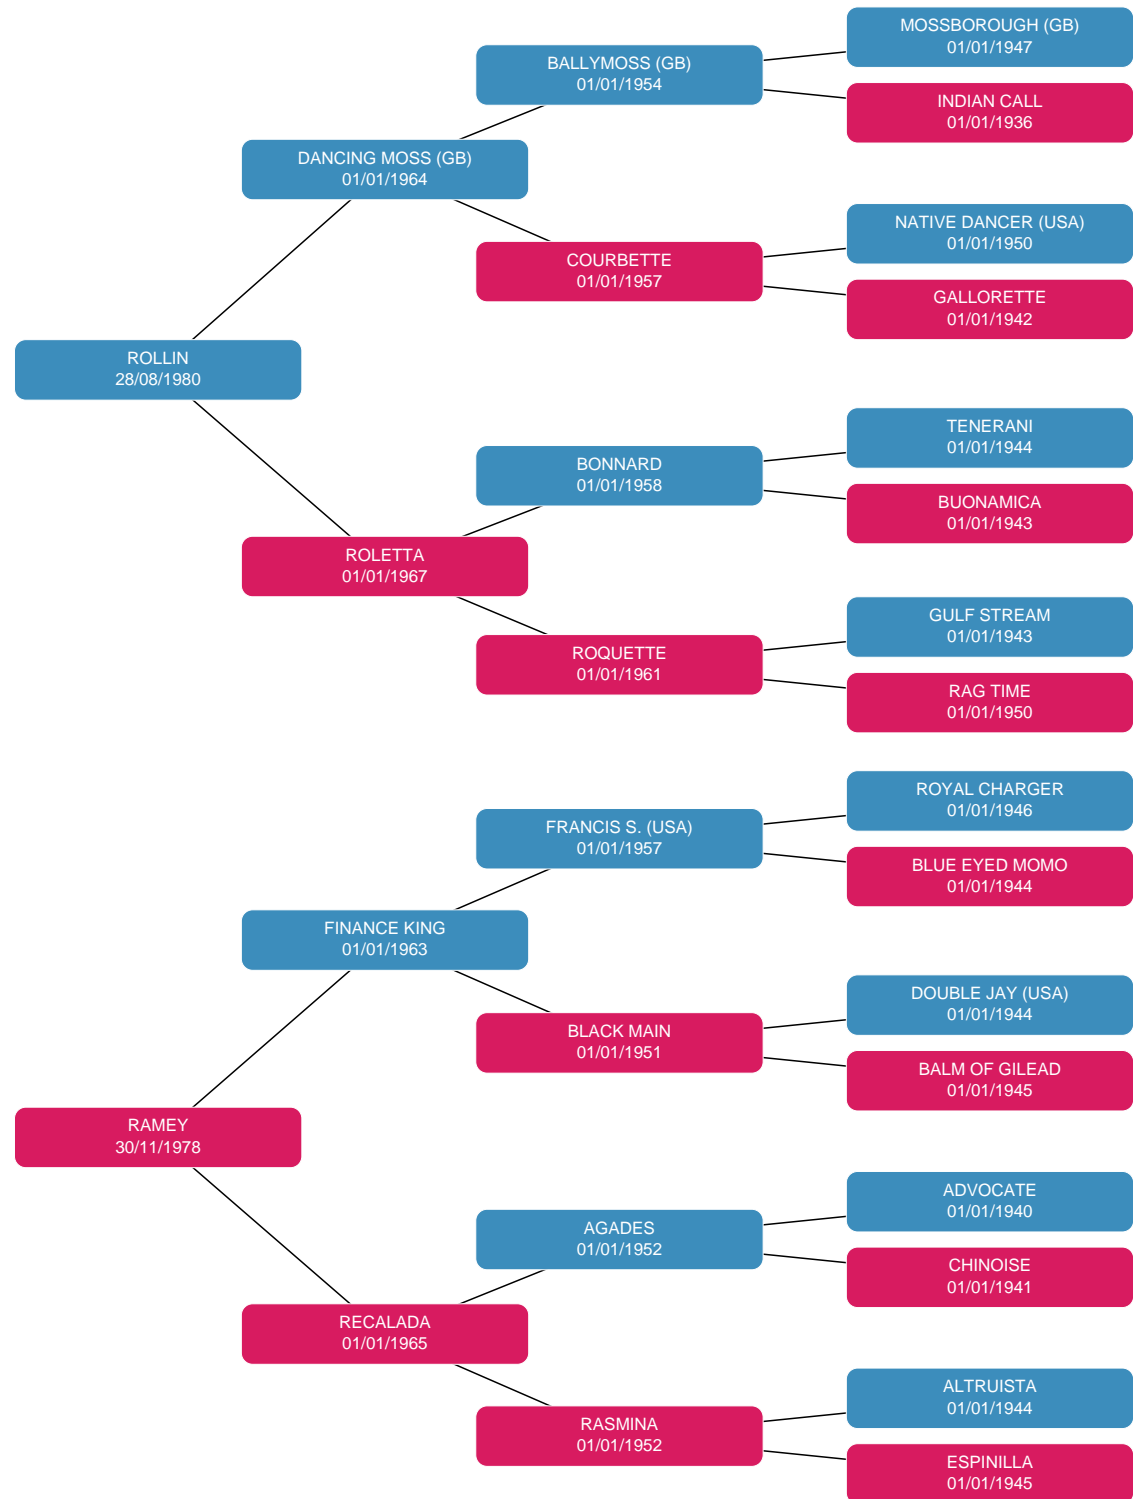 MOSSBOROUGH (GB)
01/01/1947
BALLYMOSS (GB)
01/01/1954
INDIAN CALL
01/01/1936
DANCING MOSS (GB)
01/01/1964
NATIVE DANCER (USA)
01/01/1950
COURBETTE
01/01/1957
GALLORETTE
01/01/1942
ROLLIN
28/08/1980
TENERANI
01/01/1944
BONNARD
01/01/1958
BUONAMICA
01/01/1943
ROLETTA
01/01/1967
GULF STREAM
01/01/1943
ROQUETTE
01/01/1961
RAG TIME
01/01/1950
ROYAL CHARGER
01/01/1946
FRANCIS S. (USA)
01/01/1957
BLUE EYED MOMO
01/01/1944
FINANCE KING
01/01/1963
DOUBLE JAY (USA)
01/01/1944
BLACK MAIN
01/01/1951
BALM OF GILEAD
01/01/1945
RAMEY
30/11/1978
ADVOCATE
01/01/1940
AGADES
01/01/1952
CHINOISE
01/01/1941
RECALADA
01/01/1965
ALTRUISTA
01/01/1944
RASMINA
01/01/1952
ESPINILLA
01/01/1945